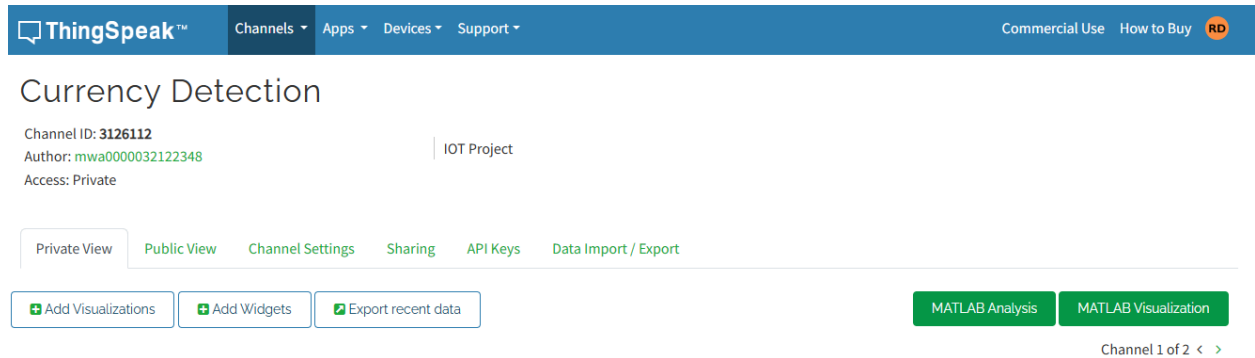 ThingSpeak™ Channels Apps Devices Support Commercial Use How to Buy RD
Currency Detection
Channel ID: 3126112
Author: mwa0000032122348
Access: Private
IOT Project
Private View Public View Channel Settings Sharing API Keys Data Import / Export
Add Visualizations Add Widgets Export recent data MATLAB Analysis MATLAB Visualization
Channel 1 of 2 < >